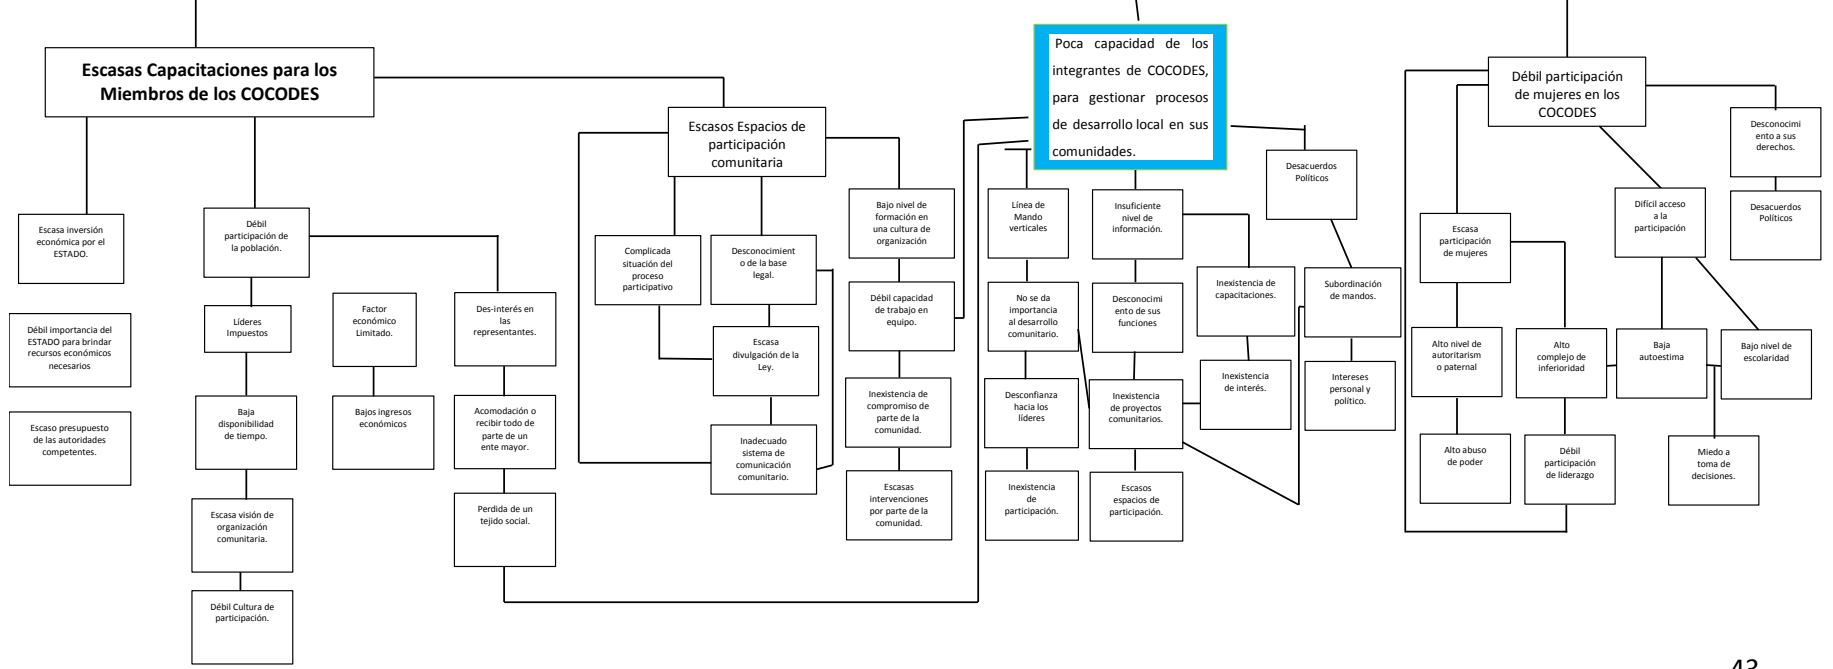 Escasas Capacitaciones para los
Miembros de los COCODES
Escasa inversión
económica por el
ESTADO.
Débil importancia del
ESTADO para brindar
recursos económicos
necesarios
Escaso presupuesto
de las autoridades
competentes.
Débil
participación de
la población.
Líderes
Impuestos
Baja
disponibilidad
de tiempo.
Escasa visión de
organización
comunitaria.
Débil Cultura de
participación.
Factor
económico
Limitado.
Bajos ingresos
económicos
Des-interés en
las
representantes.
Acomodación o
recibir todo de
parte de un
ente mayor.
Perdida de un
tejido social.
Escasos Espacios de
participación
comunitaria
Complicada
situación del
proceso
participativo
Desconocimient
o de la base
legal.
Escasa
divulgación de la
Ley.
Inadecuado
sistema de
comunicación
comunitario.
Bajo nivel de
formación en
una cultura de
organización
Débil capacidad
de trabajo en
equipo.
Inexistencia de
compromiso de
parte de la
comunidad.
Escasas
intervenciones
por parte de la
comunidad.
Poca capacidad de los
integrantes de COCODES,
para gestionar procesos
de desarrollo local en sus
comunidades.
Línea de
Mando
verticales
No se da
importancia
al desarrollo
comunitario.
Desconfianza
hacia los
líderes
Inexistencia
de
participación.
Insuficiente
nivel de
información.
Desconocimi
ento de sus
funciones
Inexistencia
de proyectos
comunitarios.
Escasos
espacios de
participación.
Inexistencia de
capacitaciones.
Inexistencia
de interés.
Desacuerdos
Políticos
Subordinación
de mandos.
Intereses
personal y
político.
Débil participación
de mujeres en los
COCODES
Escasa
participación
de mujeres
Alto nivel de
autoritarism
o paternal
Alto abuso
de poder
Alto
complejo de
inferioridad
Débil
participación
de liderazgo
Difícil acceso
a la
participación
Baja
autoestima
Bajo nivel de
escolaridad
Miedo a
toma de
decisiones.
Desconocimi
ento a sus
derechos.
Desacuerdos
Políticos
43